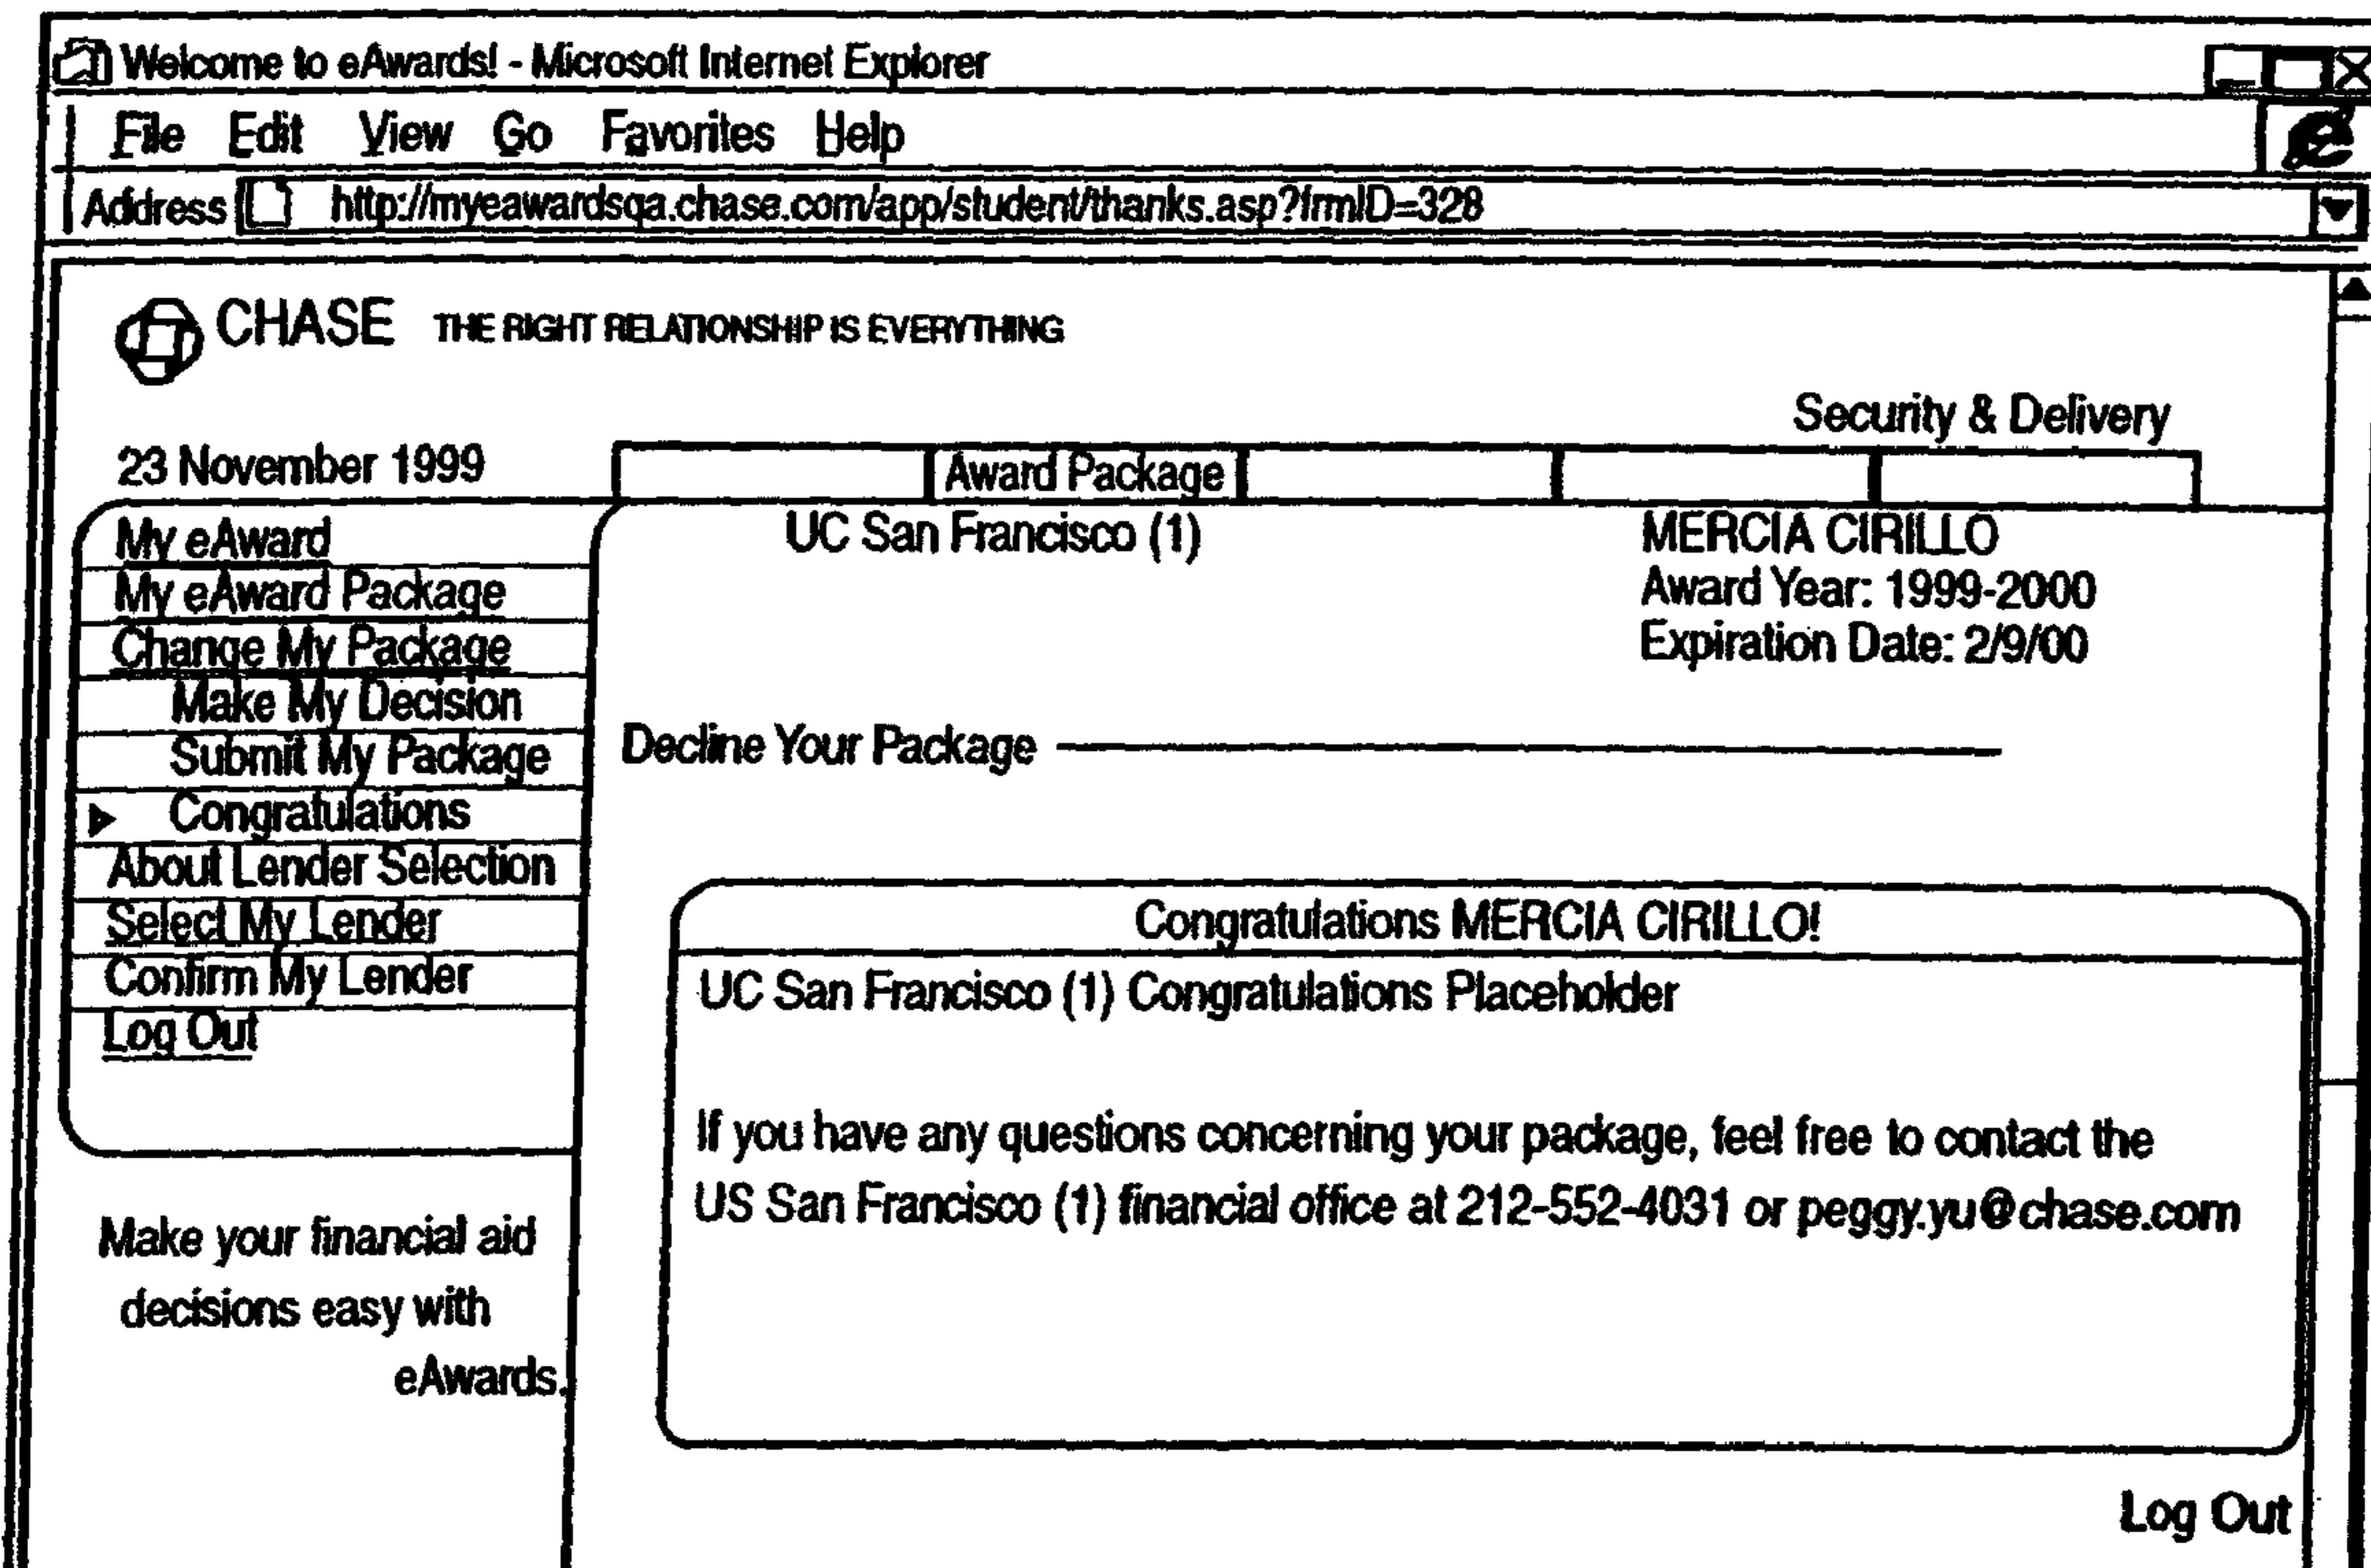 Welcome to eAwards! - Microsoft Internet Explorer
File Edit View Go Favorites Help
Address http://myeawardsqa.chase.com/app/student/thanks.asp?frmID=328
CHASE THE RIGHT RELATIONSHIP IS EVERYTHING
Security & Delivery
23 November 1999
Award Package
My eAward
My eAward Package
Change My Package
Make My Decision
Submit My Package
Congratulations
About Lender Selection
Select My Lender
Confirm My Lender
Log Out
Make your financial aid
decisions easy with
eAwards.
UC San Francisco (1)
MERCIA CIRILLO
Award Year: 1999-2000
Expiration Date: 2/9/00
Decline Your Package
Congratulations MERCIA CIRILLO!
UC San Francisco (1) Congratulations Placeholder
If you have any questions concerning your package, feel free to contact the
US San Francisco (1) financial office at 212-552-4031 or peggy.yu@chase.com
Log Out